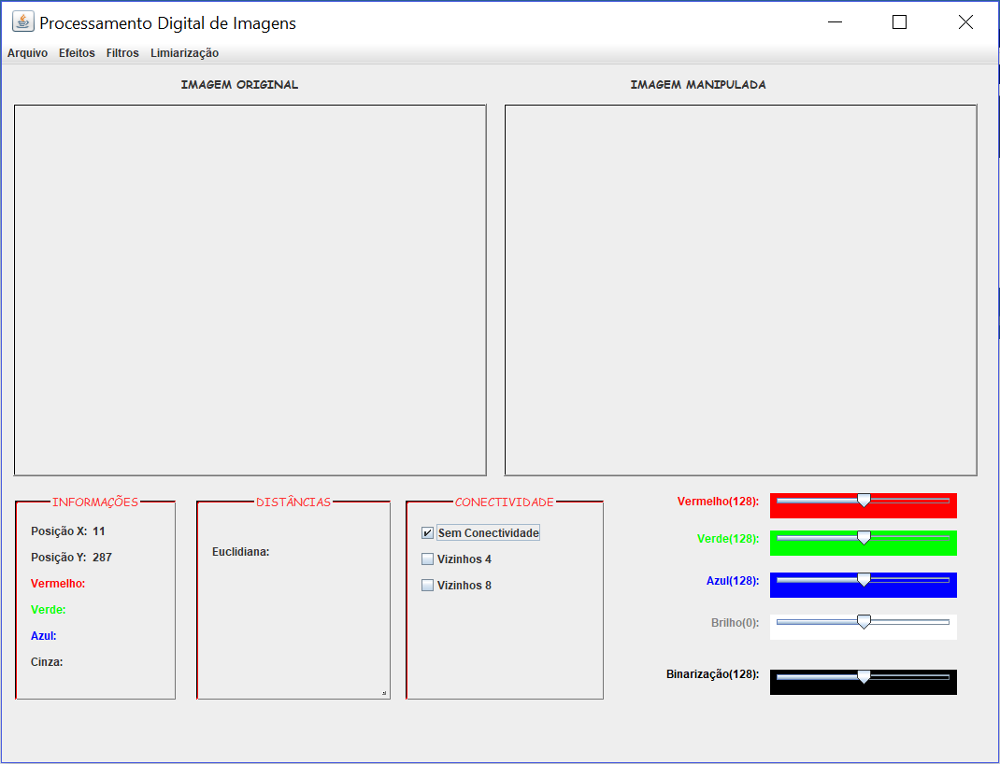 Processamento Digital de Imagens
Arquivo Efeitos Filtros Limiarização
IMAGEM ORIGINAL
IMAGEM MANIPULADA
INFORMAÇÕES
Posição X: 11
Posição Y: 287
Vermelho:
Verde:
Azul:
Cinza:
DISTÂNCIAS
Euclidiana:
CONECTIVIDADE
Sem Conectividade
Vizinhos 4
Vizinhos 8
Vermelho(128):
Verde(128):
Azul(128):
Brilho(0):
Binarização(128):